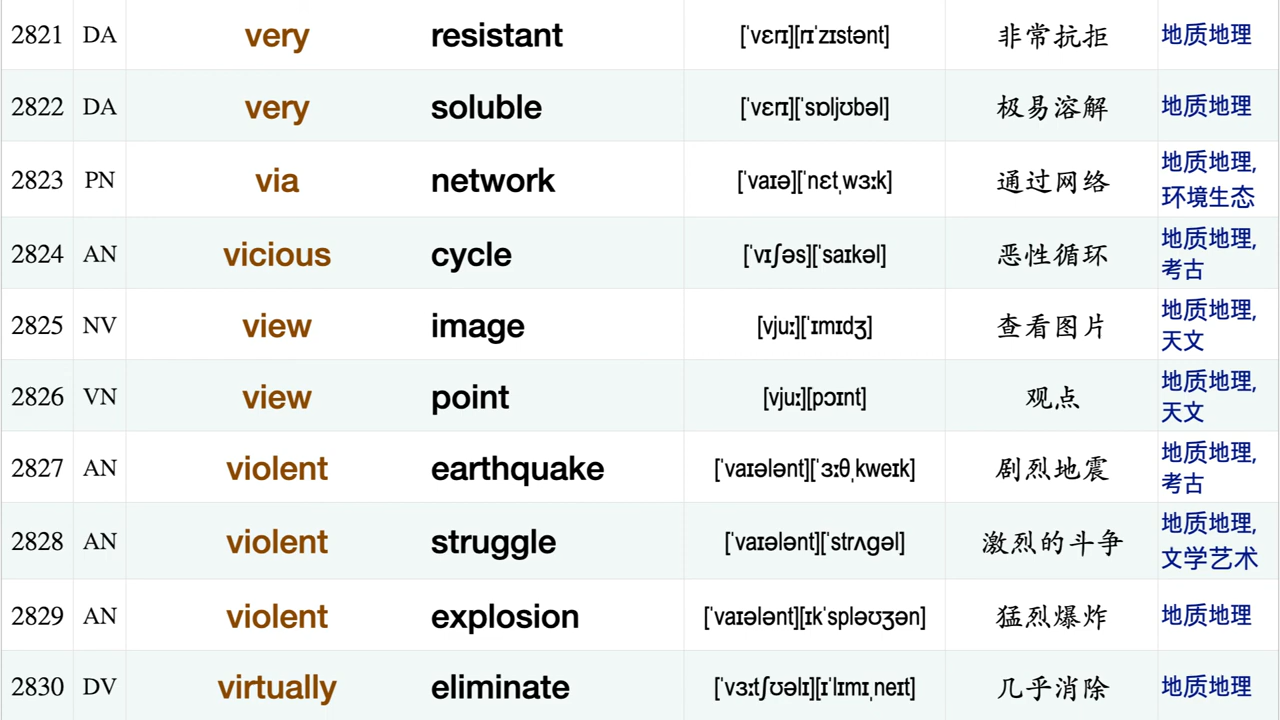 2821 DA very resistant [ˈvɛrɪ][rɪˈzɪstənt] 非常抗拒 地质地理
2822 DA very soluble [ˈvɛrɪ][ˈsɒljʊbəl] 极易溶解 地质地理
2823 PN via network [ˈvaɪə][ˈnɛtˌwɜːk] 通过网络 地质地理,
环境生态
2824 AN vicious cycle [ˈvɪʃəs][ˈsaɪkəl] 恶性循环 地质地理,
考古
2825 NV view image [vjuː][ˈɪmɪdʒ] 查看图片 地质地理,
天文
2826 VN view point [vjuː][pɔɪnt] 观点 地质地理,
天文
2827 AN violent earthquake [ˈvaɪələnt][ˈɜːθˌkweɪk] 剧烈地震 地质地理,
考古
2828 AN violent struggle [ˈvaɪələnt][ˈstrʌgəl] 激烈的斗争 地质地理,
文学艺术
2829 AN violent explosion [ˈvaɪələnt][ɪkˈspləʊʒən] 猛烈爆炸 地质地理
2830 DV virtually eliminate [ˈvɜːtʃʊəlɪ][ɪˈlɪmɪˌneɪt] 几乎消除 地质地理